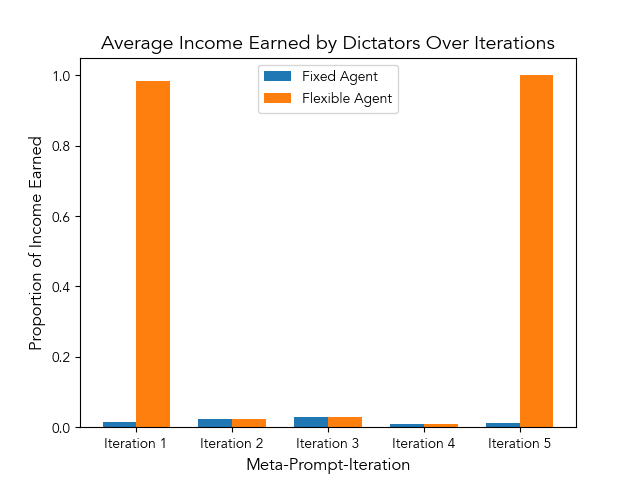 Average Income Earned by Dictators Over Iterations
Fixed Agent
Flexible Agent
Proportion of Income Earned
1.0
0.8
0.6
0.4
0.2
0.0
Iteration 1
Iteration 2
Iteration 3
Iteration 4
Iteration 5
Meta-Prompt-Iteration